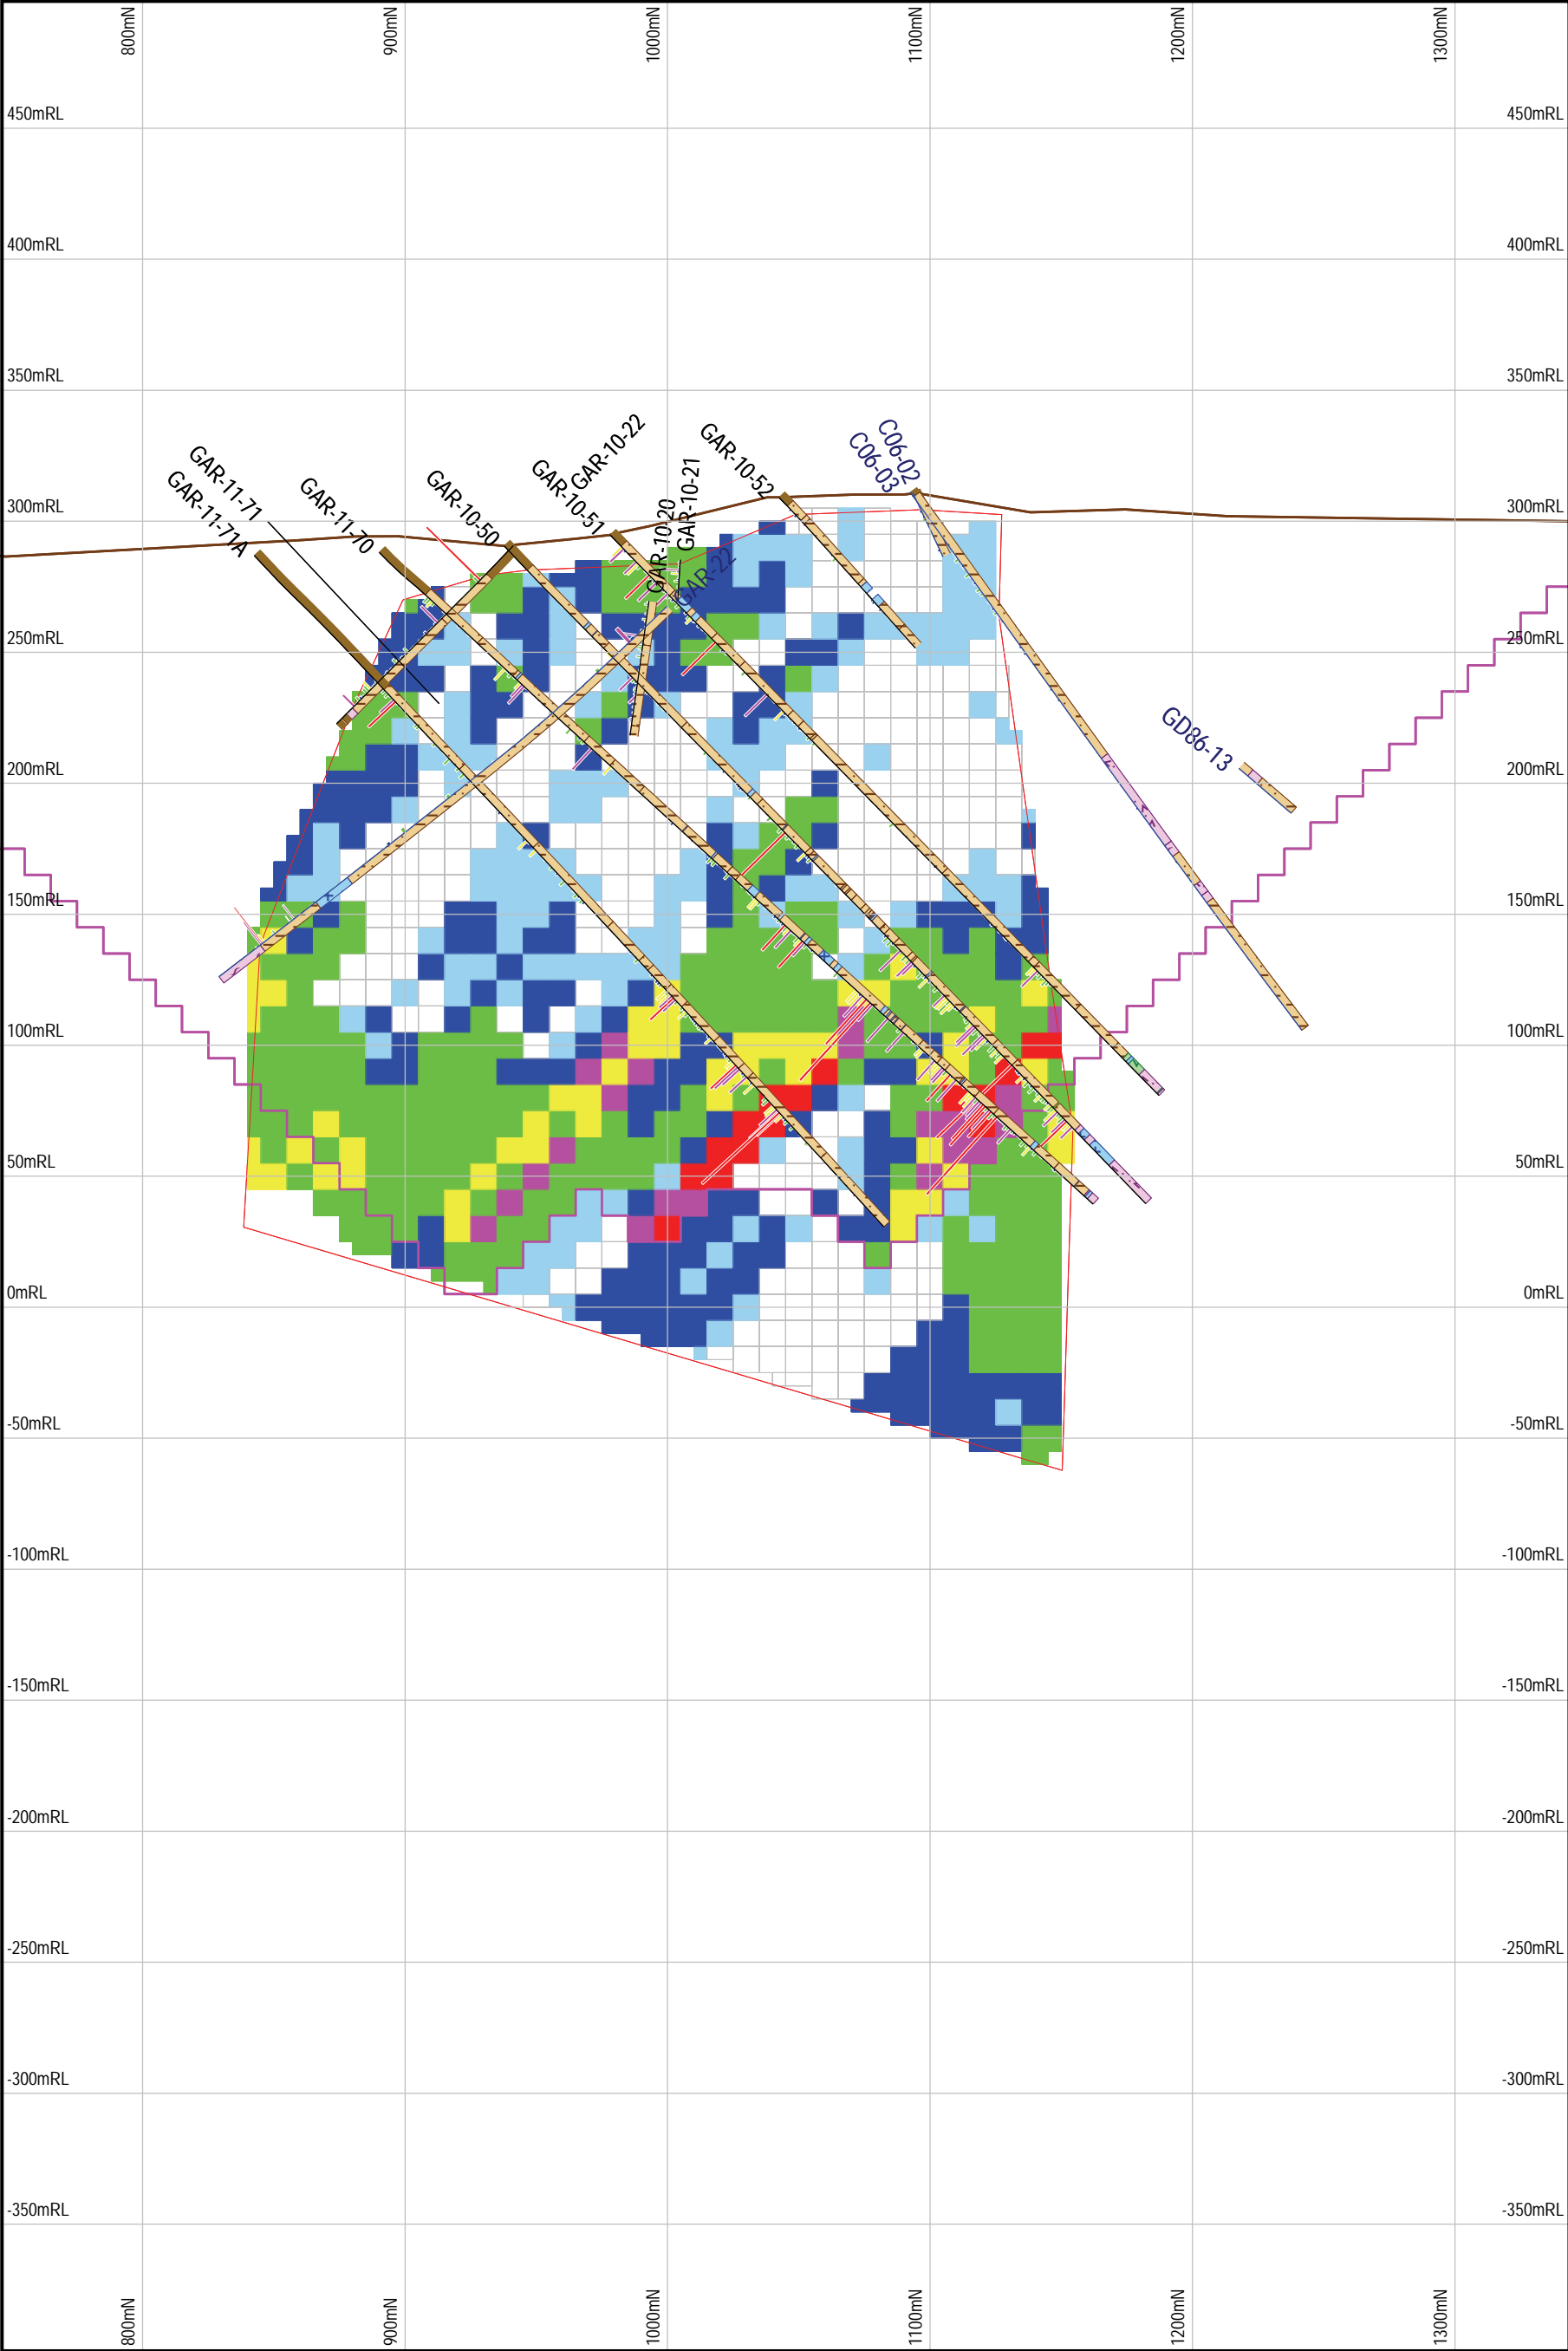 800mN
900mN
1000mN
1100mN
1200mN
1300mN
450mRL 450mRL
400mRL 400mRL
350mRL 350mRL
300mRL 300mRL
250mRL 250mRL
200mRL 200mRL
150mRL 150mRL
100mRL 100mRL
50mRL 50mRL
0mRL 0mRL
-50mRL -50mRL
-100mRL -100mRL
-150mRL -150mRL
-200mRL -200mRL
-250mRL -250mRL
-300mRL -300mRL
-350mRL -350mRL
GAR-11-71A
GAR-11-71
GAR-11-70
GAR-10-50
GAR-10-51
GAR-10-22
GAR-10-20
GAR-10-21
GAR-22
GAR-10-52
C06-03
C06-02
GD86-13
800mN
900mN
1000mN
1100mN
1200mN
1300mN